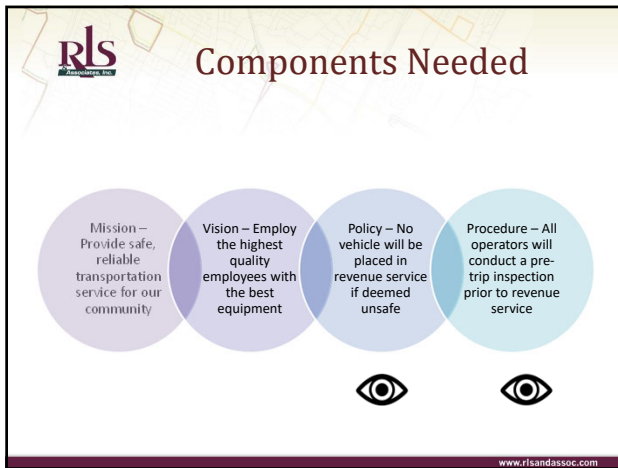 RLS
& Associates, Inc.
Components Needed
Mission –
Provide safe,
reliable
transportation
service for our
community
Vision – Employ
the highest
quality
employees with
the best
equipment
Policy – No
vehicle will be
placed in
revenue service
if deemed
unsafe
Procedure – All
operators will
conduct a pre-
trip inspection
prior to revenue
service
www.rlsandassoc.com